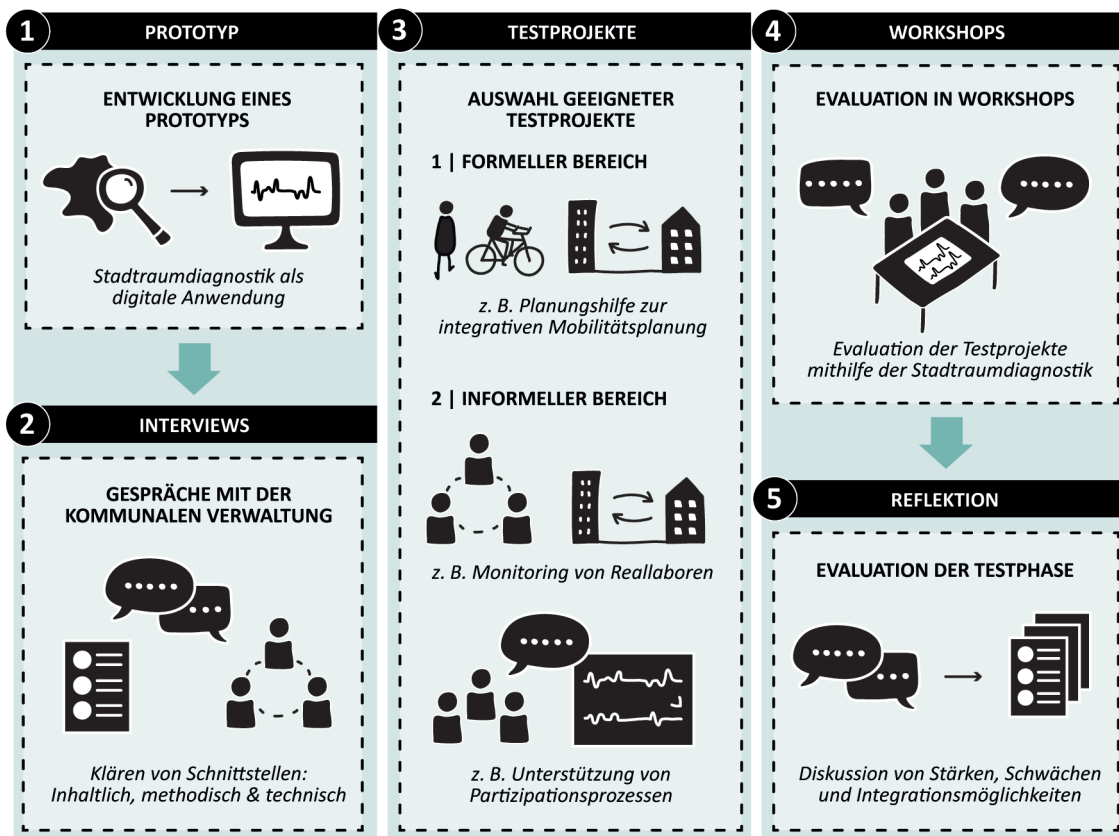 1
PROTOTYP
ENTWICKLUNG EINES
PROTOTYPS
Stadtraumdiagnostik als
digitale Anwendung
2
INTERVIEWS
GESPRÄCHE MIT DER
KOMMUNALEN VERWALTUNG
Klären von Schnittstellen:
Inhaltlich, methodisch & technisch
3
TESTPROJEKTE
AUSWAHL GEEIGNETER
TESTPROJEKTE
1 | FORMELLER BEREICH
z. B. Planungshilfe zur
integrativen Mobilitätsplanung
2 | INFORMELLER BEREICH
z. B. Monitoring von Reallaboren
z. B. Unterstützung von
Partizipationsprozessen
4
WORKSHOPS
EVALUATION IN WORKSHOPS
Evaluation der Testprojekte
mithilfe der Stadtraumdiagnostik
5
REFLEKTION
EVALUATION DER TESTPHASE
Diskussion von Stärken, Schwächen
und Integrationsmöglichkeiten